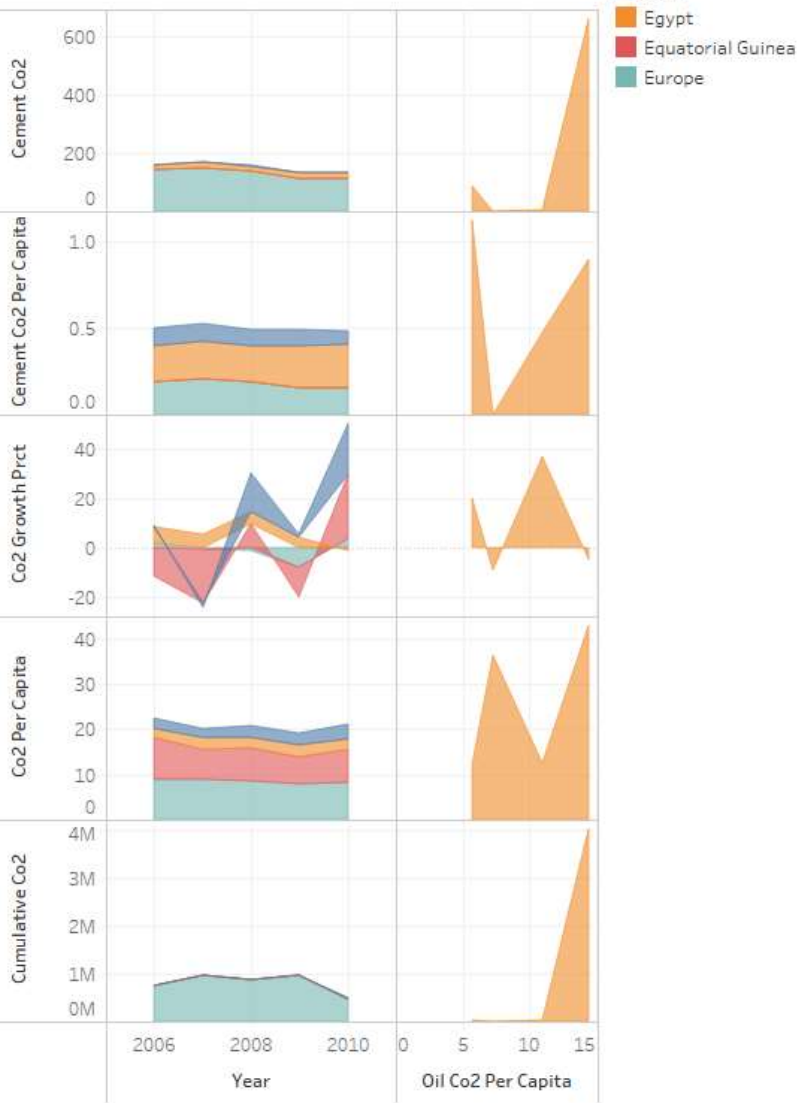 Egypt
Equatorial Guinea
Europe
Cement Co2
600
400
200
0
Cement Co2 Per Capita
1.0
0.5
0.0
Co2 Growth Prct
40
20
0
-20
Co2 Per Capita
40
30
20
10
0
Cumulative Co2
4M
3M
2M
1M
0M
2006 2008 2010 0 5 10 15
Year Oil Co2 Per Capita